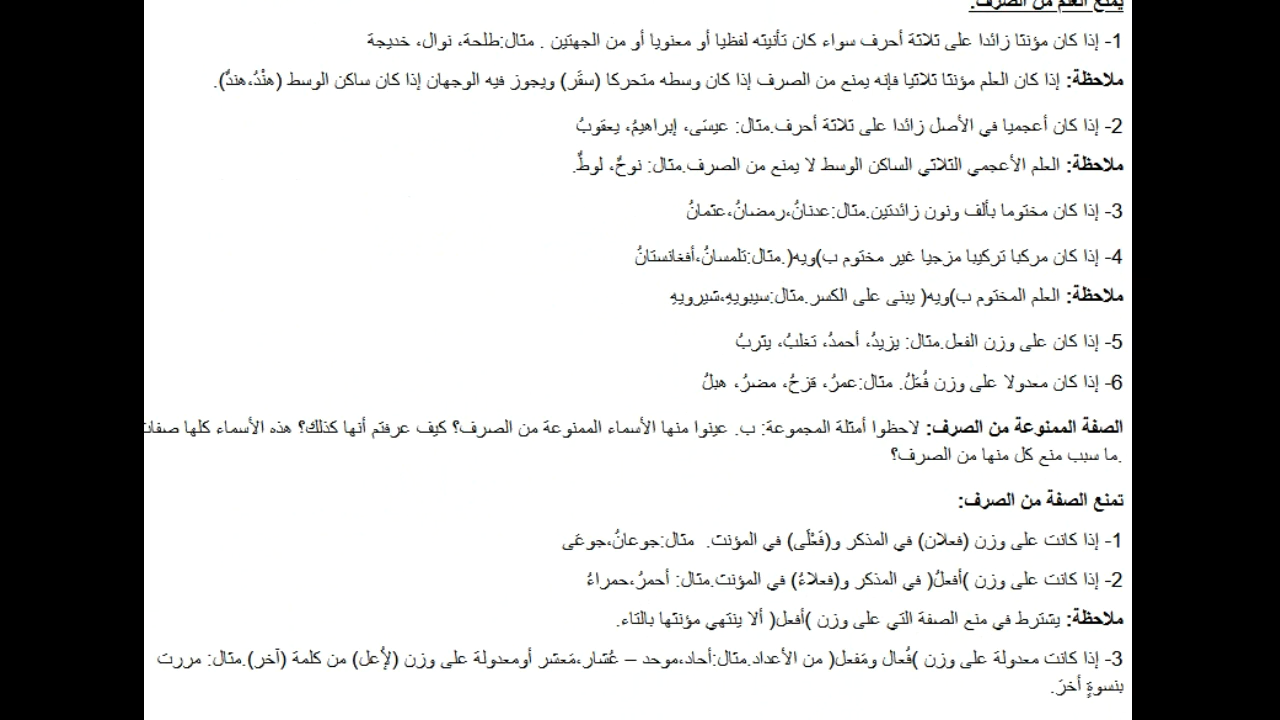 يمنع العلم من الصرف:
1- إذا كان مؤنثا زائدا على ثلاثة أحرف سواء كان تأنيثه لفظيا أو معنويا أو من الجهتين . مثال:طلحة، نوال، خديجة
ملاحظة: إذا كان العلم مؤنثا ثلاثيا فإنه يمنع من الصرف إذا كان وسطه متحركا (سقَر) ويجوز فيه الوجهان إذا كان ساكن الوسط (هنْدُ،هندٌ).
2- إذا كان أعجميا في الأصل زائدا على ثلاثة أحرف.مثال: عيسَى، إبراهيمُ، يعقوبُ
ملاحظة: العلم الأعجمي الثلاثي الساكن الوسط لا يمنع من الصرف.مثال: نوحٌ، لوطٌ.
3- إذا كان مختوما بألف ونون زائدتين.مثال:عدنانُ،رمضانُ،عثمانُ
4- إذا كان مركبا تركيبا مزجيا غير مختوم ب)ويه(.مثال:تلمسانُ،أفغانستانُ
ملاحظة: العلم المختوم ب)ويه( يبنى على الكسر.مثال:سيبويهِ،شيرويهِ
5- إذا كان على وزن الفعل.مثال: يزيدُ، أحمدُ، تغلبُ، يثربُ
6- إذا كان معدولا على وزن فُعَلُ. مثال:عمرُ، قزحُ، مضرُ، هبلُ
الصفة الممنوعة من الصرف: لاحظوا أمثلة المجموعة: ب. عينوا منها الأسماء الممنوعة من الصرف؟ كيف عرفتم أنها كذلك؟ هذه الأسماء كلها صفات
.ما سبب منع كل منها من الصرف؟
تمنع الصفة من الصرف:
1- إذا كانت على وزن (فعلان) في المذكر و(فَعْلَى) في المؤنث. مثال:جوعانُ،جوعَى
2- إذا كانت على وزن )أفعلُ( في المذكر و(فعلاءُ) في المؤنث.مثال: أحمرُ،حمراءُ
ملاحظة: يشترط في منع الصفة التي على وزن )أفعل( ألا ينتهي مؤنثها بالتاء.
3- إذا كانت معدولة على وزن )فُعال ومَفعل( من الأعداد.مثال:أحاد،موحد – عُشار،مَعشر أومعدولة على وزن (لأُعل) من كلمة (آخر).مثال: مررت
بنسوةٍ أخرَ.